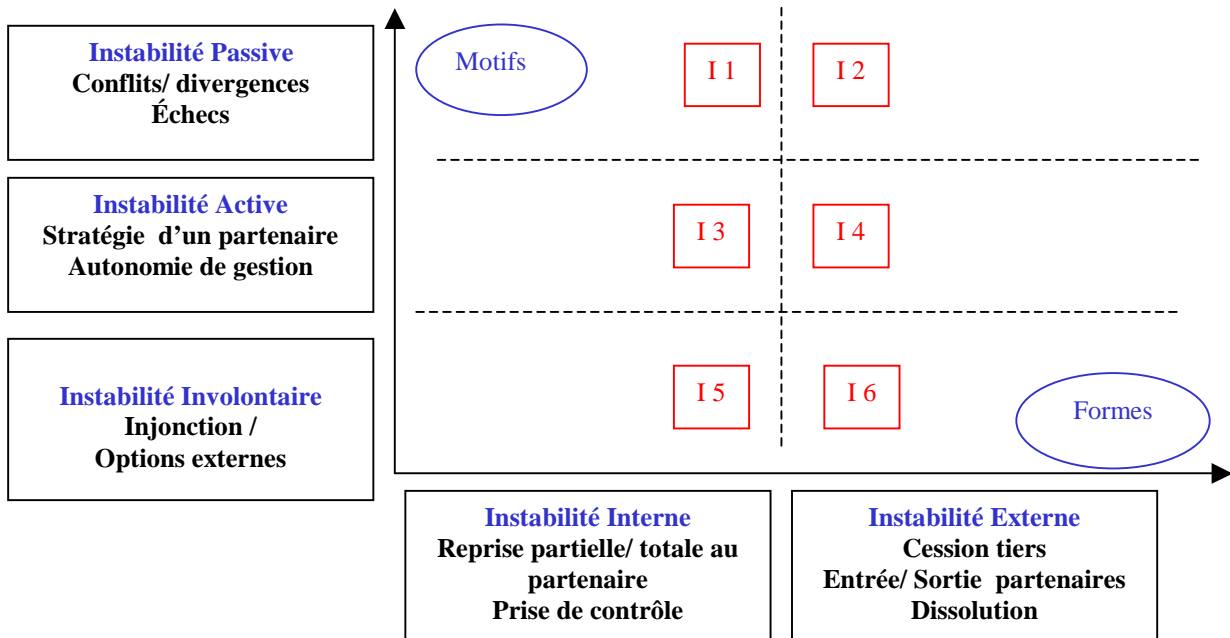 Instabilité Passive
Conflits/ divergences
Échecs
Motifs
I 1
I 2
Instabilité Active
Stratégie d’un partenaire
Autonomie de gestion
I 3
I 4
Instabilité Involontaire
Injonction /
Options externes
I 5
I 6
Formes
Instabilité Interne
Reprise partielle/ totale au
partenaire
Prise de contrôle
Instabilité Externe
Cession tiers
Entrée/ Sortie partenaires
Dissolution